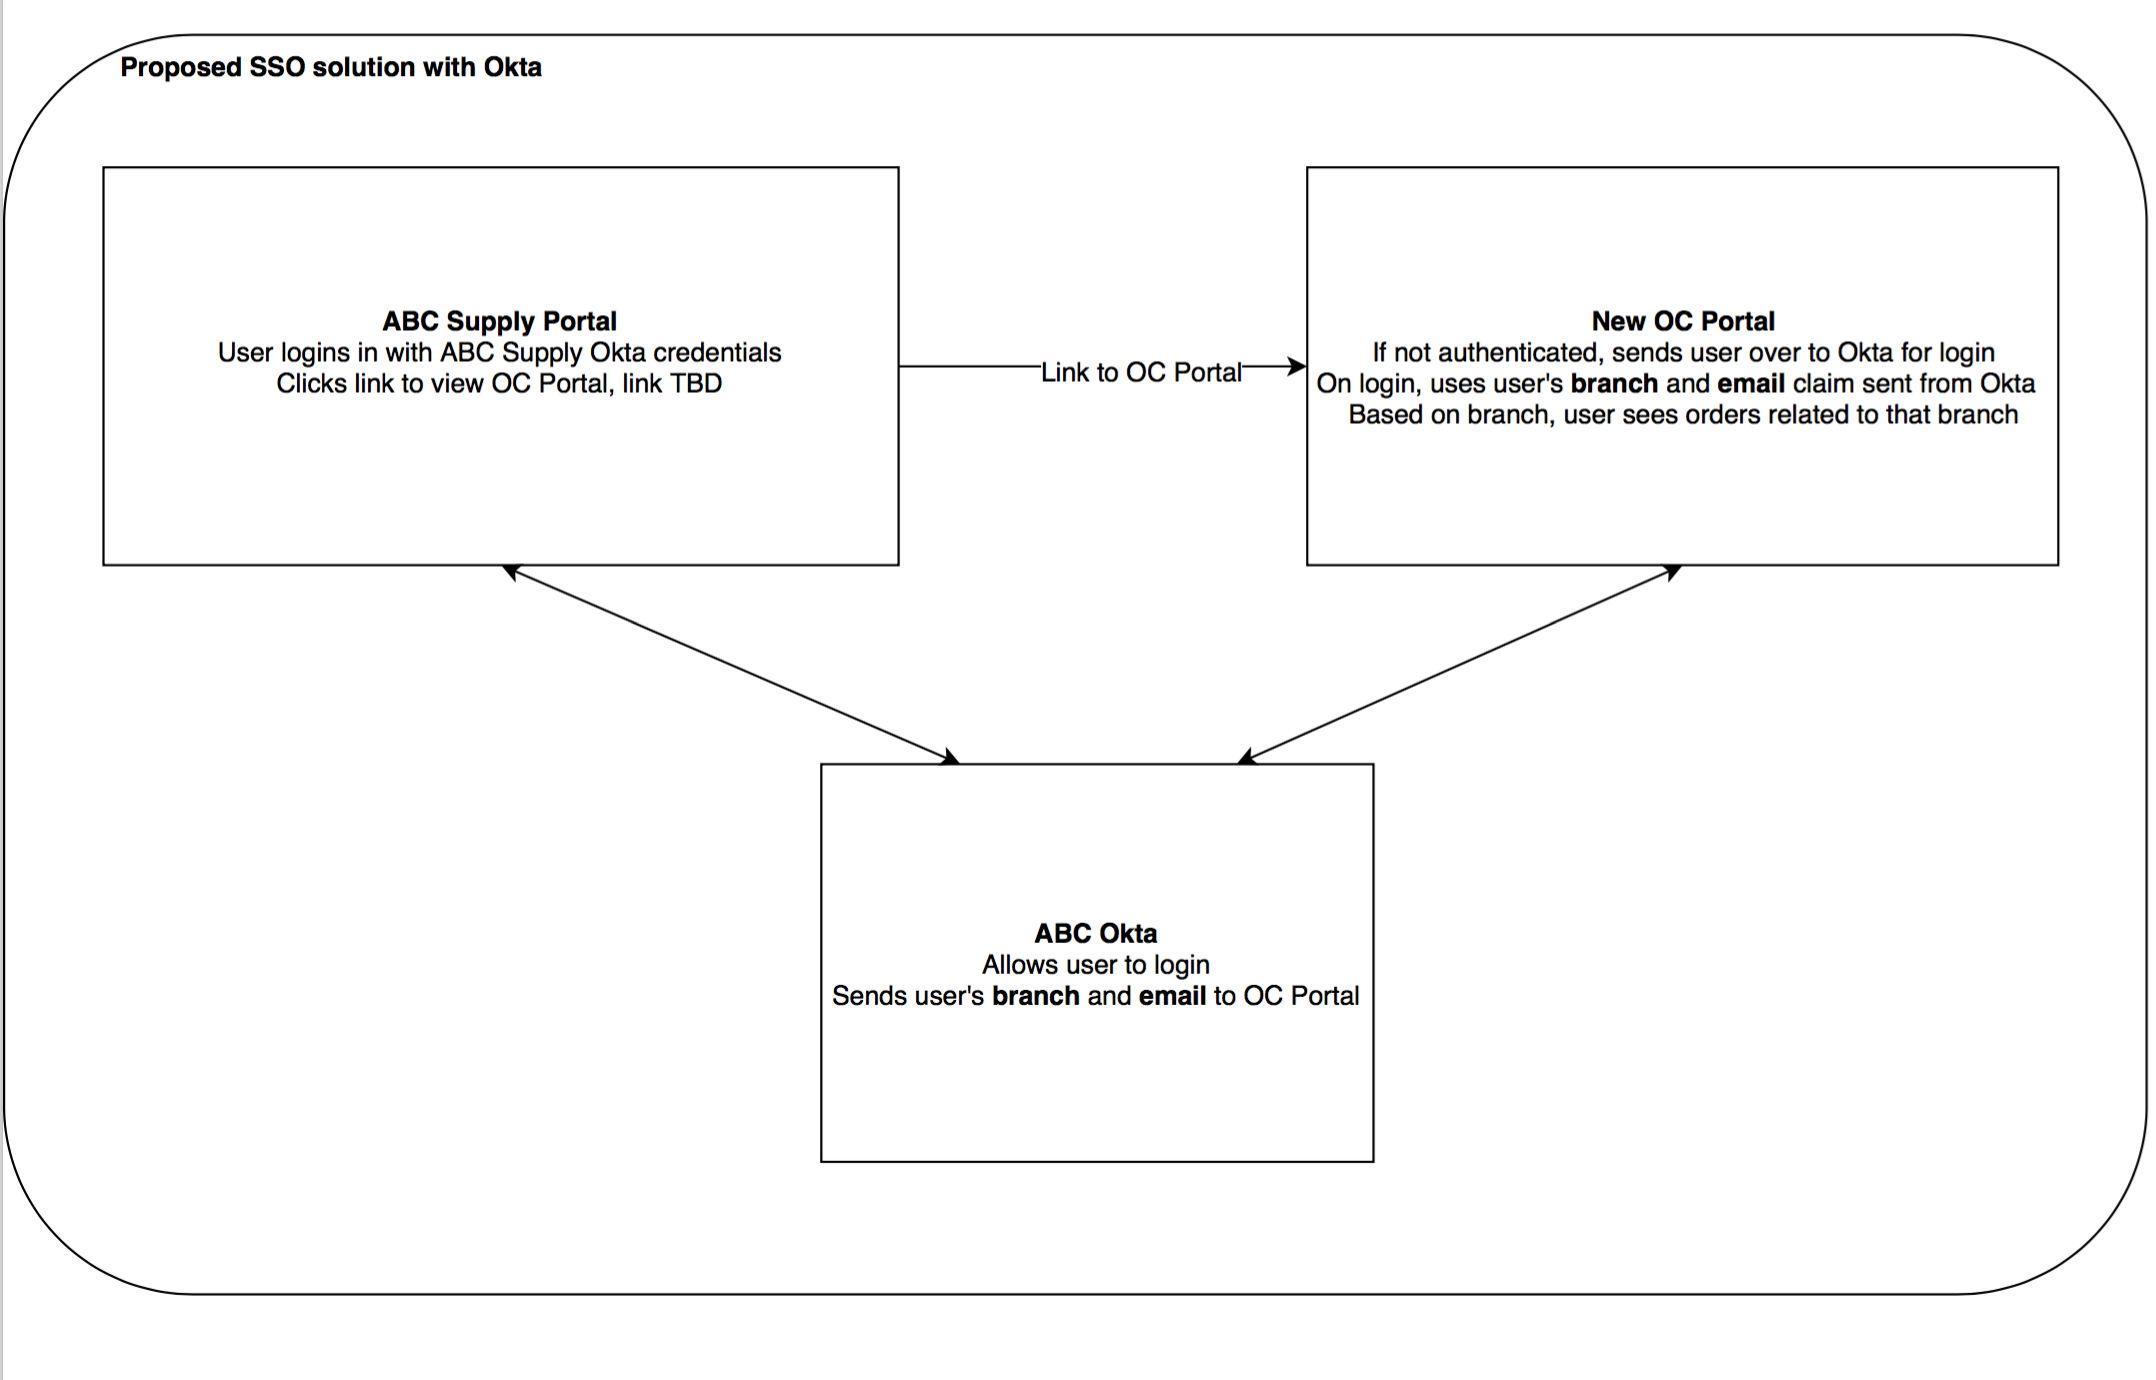 Proposed SSO solution with Okta
ABC Supply Portal
User logins in with ABC Supply Okta credentials
Clicks link to view OC Portal, link TBD
Link to OC Portal
New OC Portal
If not authenticated, sends user over to Okta for login
On login, uses user's branch and email claim sent from Okta
Based on branch, user sees orders related to that branch
ABC Okta
Allows user to login
Sends user's branch and email to OC Portal